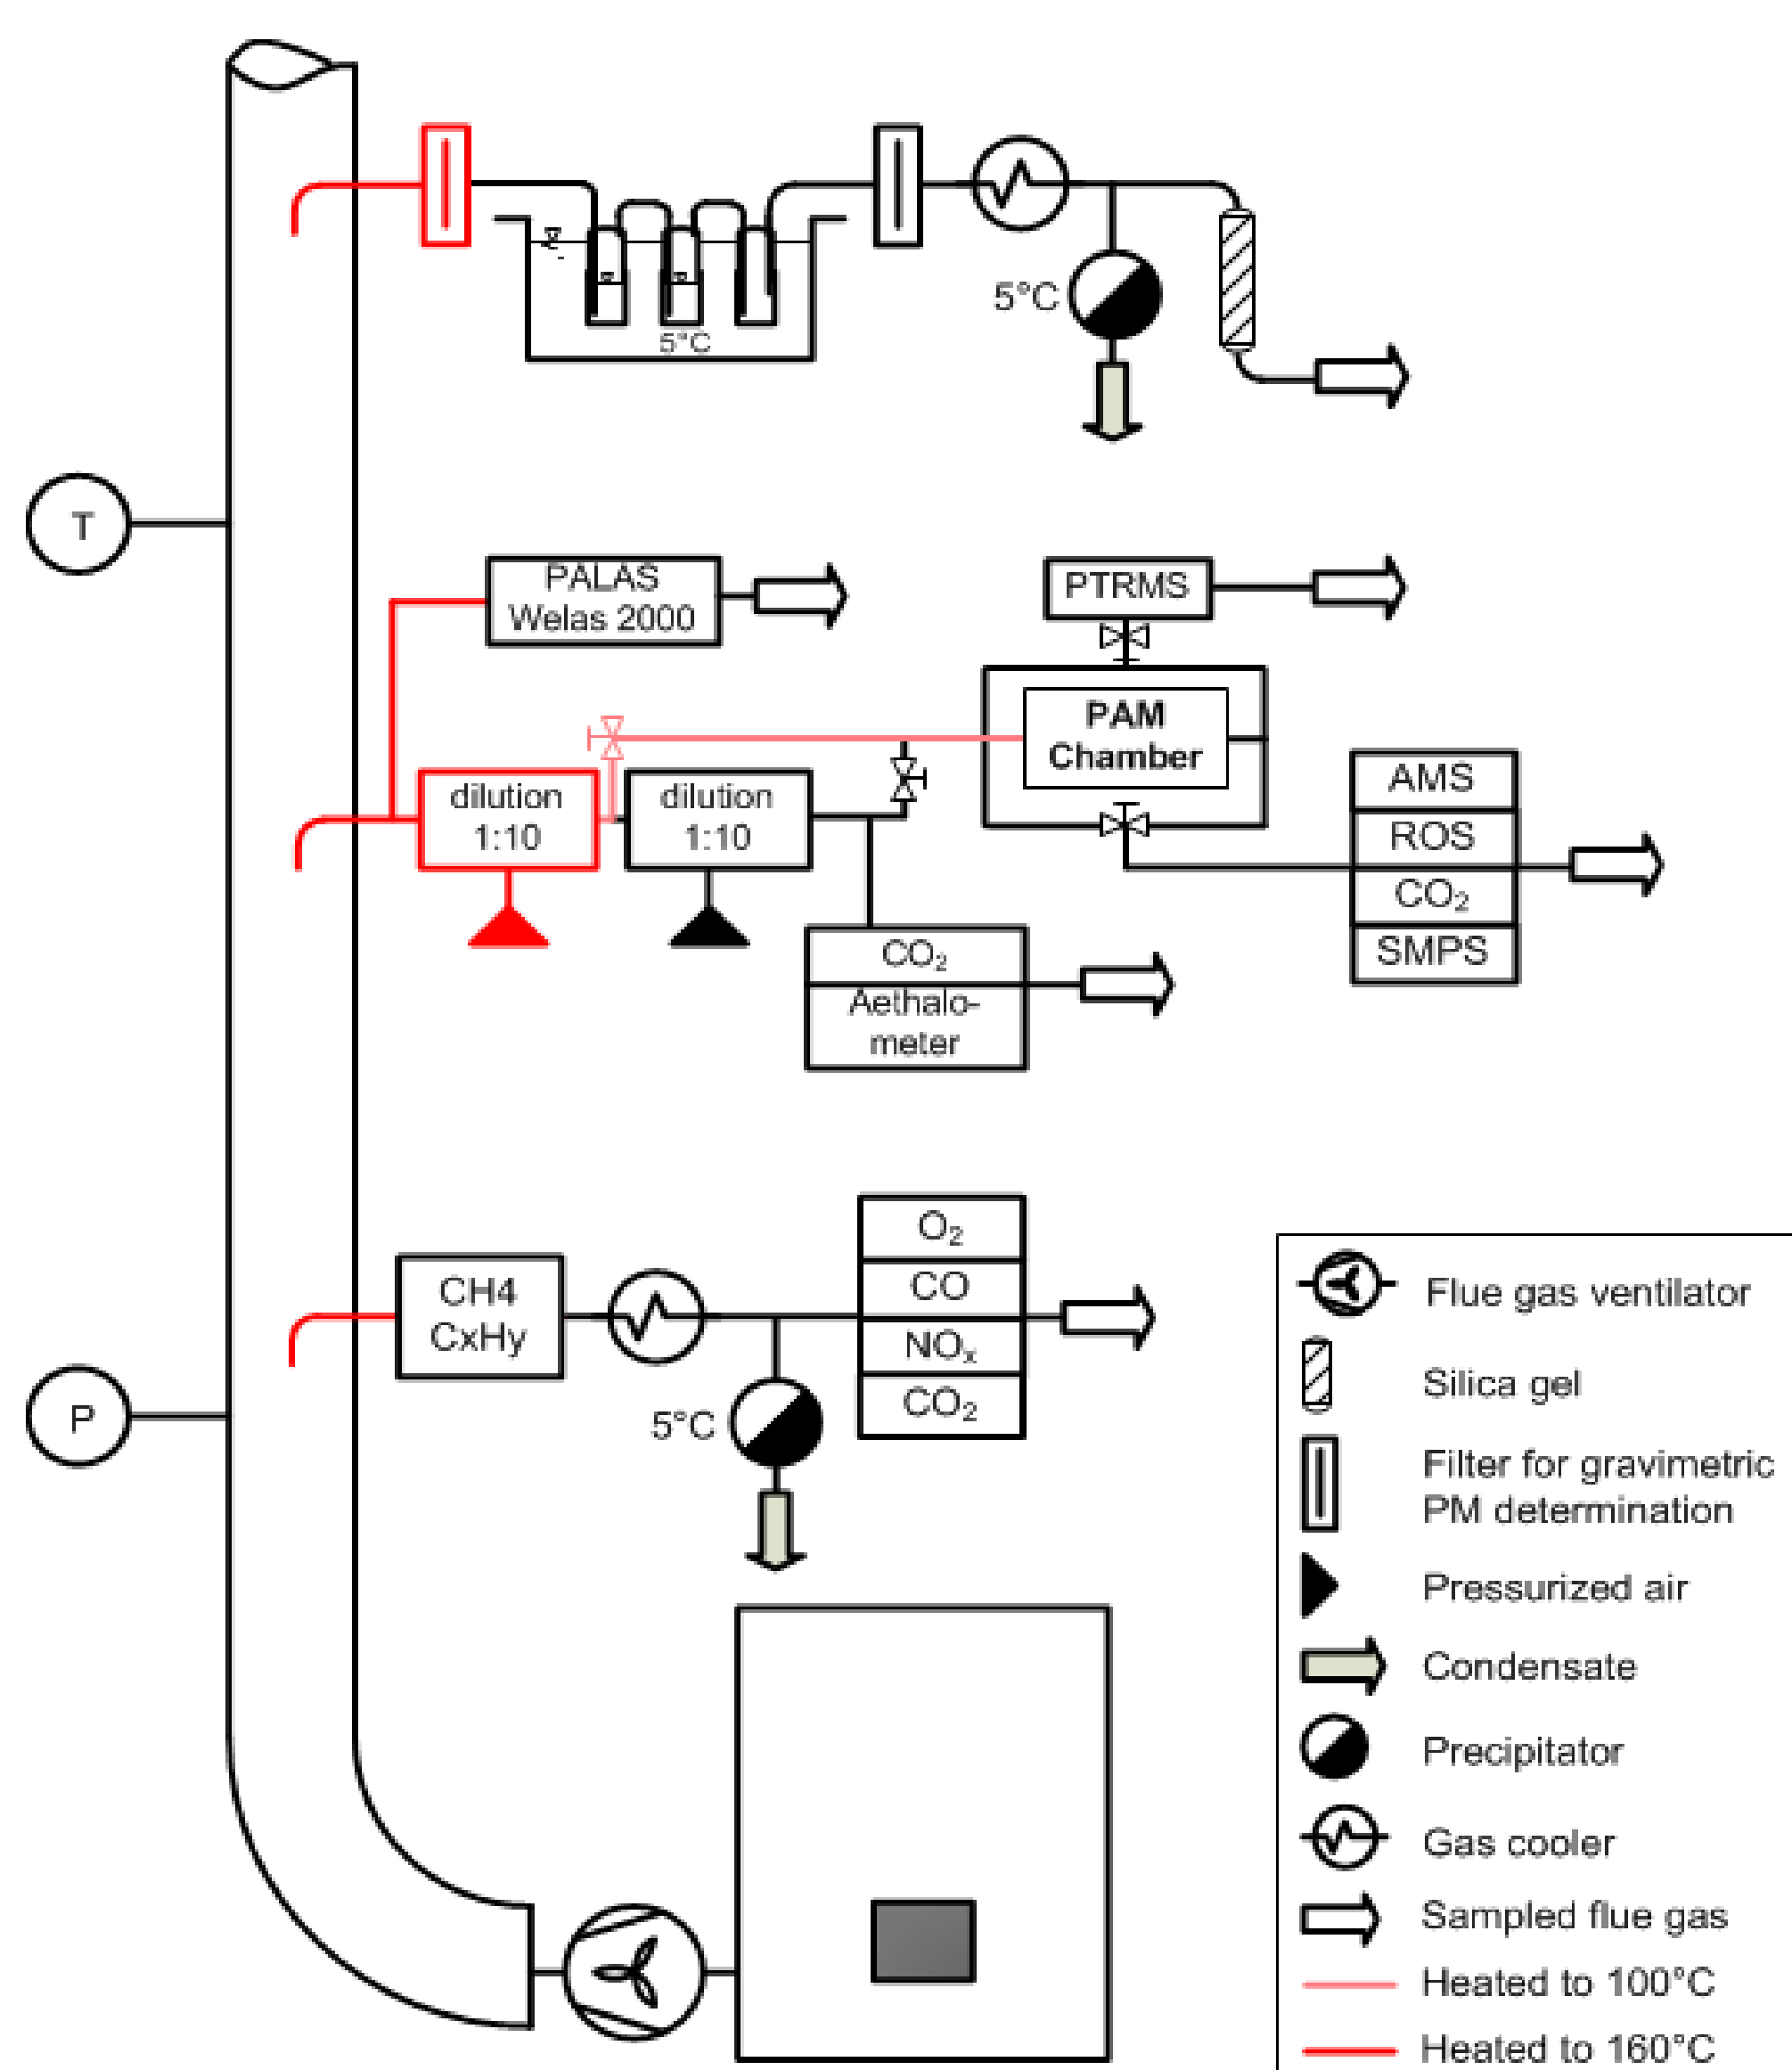 5°C
5°C
T
PALAS
Welas 2000
PTRMS
PAM
Chamber
dilution
1:10
dilution
1:10
AMS
ROS
CO₂
SMPS
CO₂
Aethalo-
meter
O₂
CO
NOₓ
CO₂
CH4
CxHy
5°C
P
Flue gas ventilator
Silica gel
Filter for gravimetric
PM determination
Pressurized air
Condensate
Precipitator
Gas cooler
Sampled flue gas
Heated to 100°C
Heated to 160°C